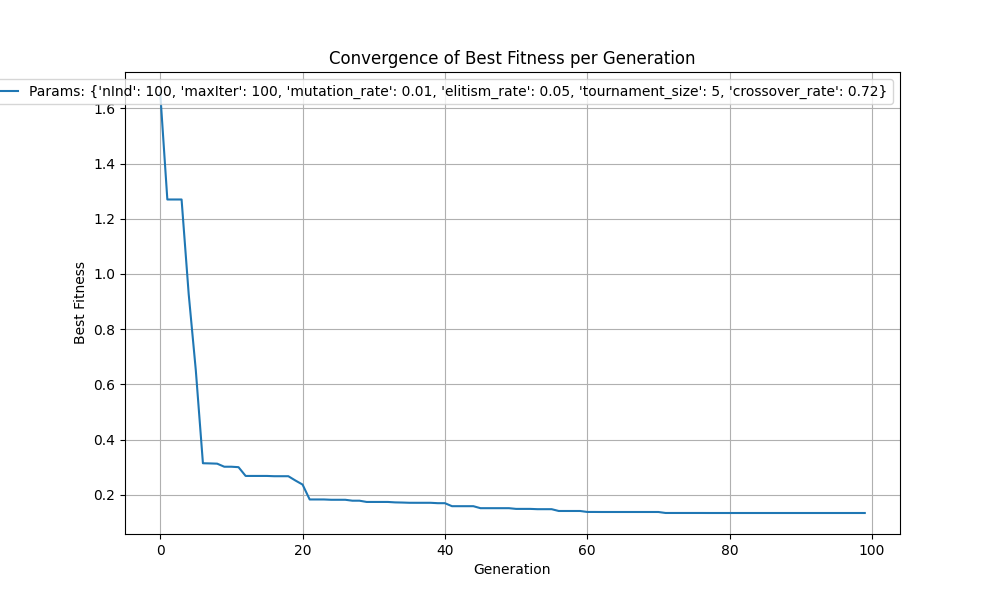 Convergence of Best Fitness per Generation
Params: {'nInd': 100, 'maxIter': 100, 'mutation_rate': 0.01, 'elitism_rate': 0.05, 'tournament_size': 5, 'crossover_rate': 0.72}
1.6
1.4
1.2
1.0
0.8
0.6
0.4
0.2
Best Fitness
0 20 40 60 80 100
Generation